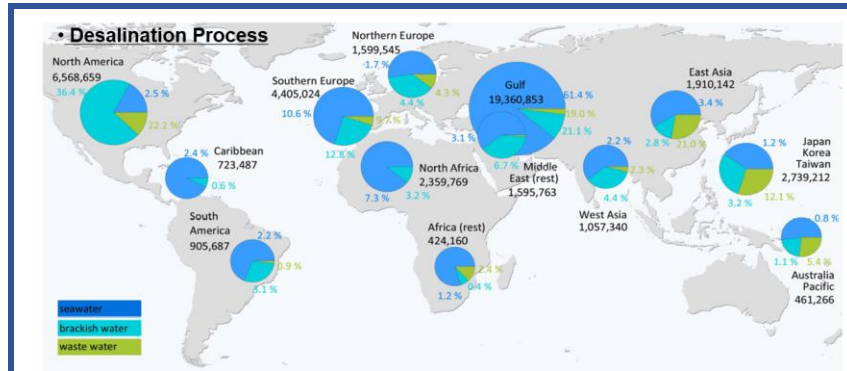 • Desalination Process
North America
6,568,659
36.4 %
2.5 %
22.2 %
Northern Europe
1,599,545
1.7 %
4.3 %
4.4 %
Southern Europe
4,405,024
10.6 %
9.7 %
12.8 %
Gulf
19,360,853
61.4 %
19.0 %
21.1 %
East Asia
1,910,142
3.4 %
2.8 %
21.0 %
Caribbean
723,487
2.4 %
0.6 %
North Africa
2,359,769
7.3 %
3.2 %
3.1 %
6.7 %
Middle
East (rest)
1,595,763
2.2 %
2.3 %
4.4 %
West Asia
1,057,340
Japan
Korea
Taiwan
2,739,212
1.2 %
3.2 %
12.1 %
South
America
905,687
2.2 %
0.9 %
3.1 %
Africa (rest)
424,160
2.4 %
1.2 %
0.4 %
0.8 %
1.1 %
5.4 %
Australia
Pacific
461,266
seawater
brackish water
waste water